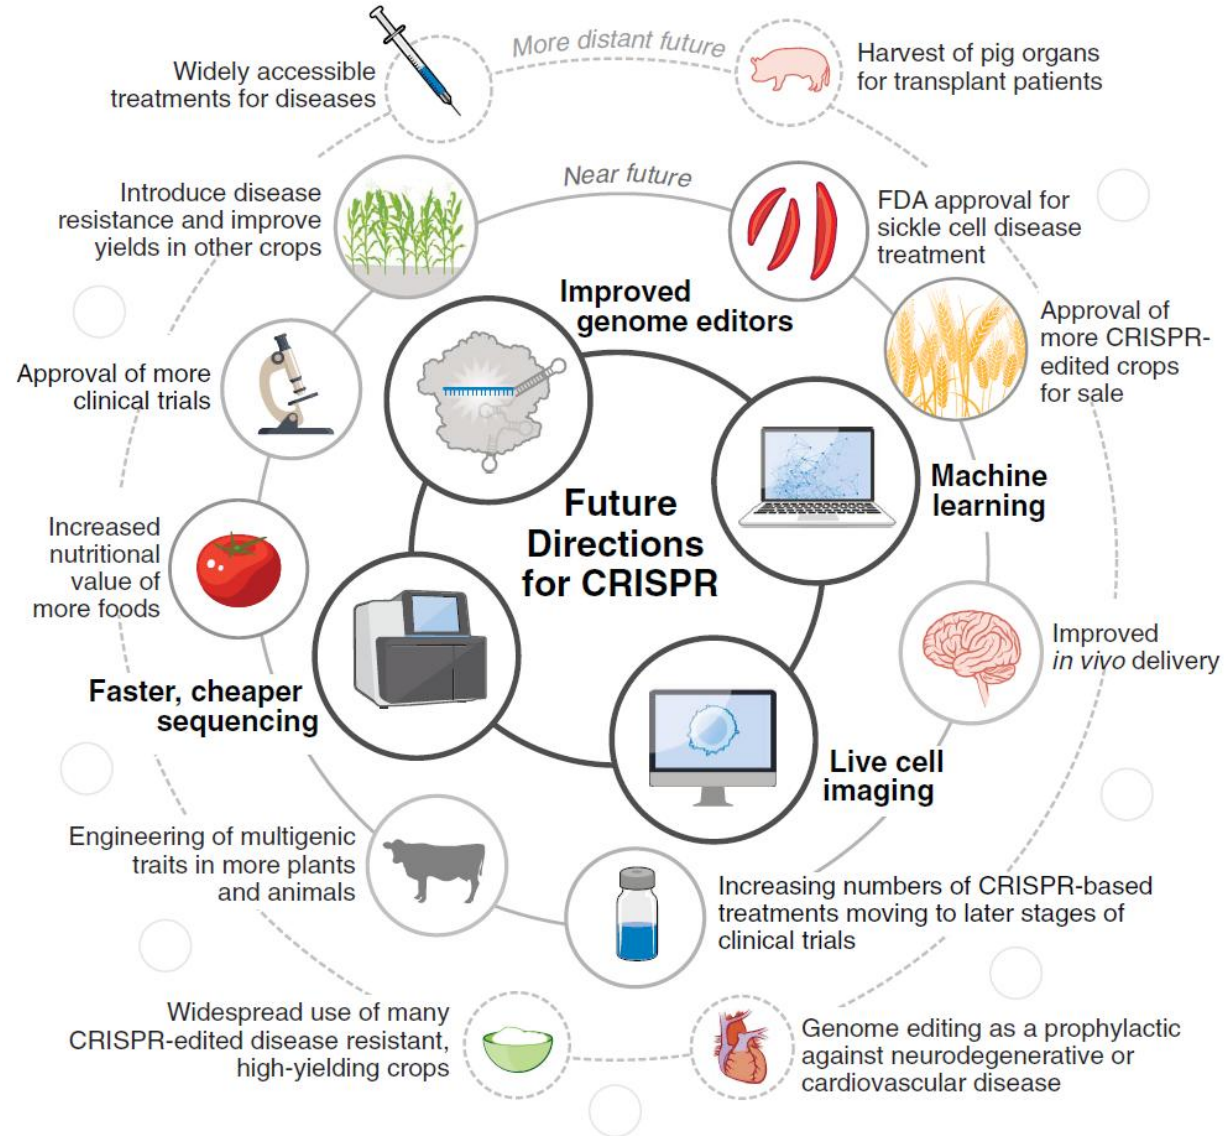 More distant future
Widely accessible
treatments for diseases
Harvest of pig organs
for transplant patients
Near future
Introduce disease
resistance and improve
yields in other crops
FDA approval for
sickle cell disease
treatment
Improved
genome editors
Approval of
more CRISPR-
edited crops
for sale
Approval of more
clinical trials
Machine
learning
Future
Directions
for CRISPR
Increased
nutritional
value of
more foods
Improved
in vivo delivery
Faster, cheaper
sequencing
Live cell
imaging
Engineering of multigenic
traits in more plants
and animals
Increasing numbers of CRISPR-based
treatments moving to later stages of
clinical trials
Widespread use of many
CRISPR-edited disease resistant,
high-yielding crops
Genome editing as a prophylactic
against neurodegenerative or
cardiovascular disease